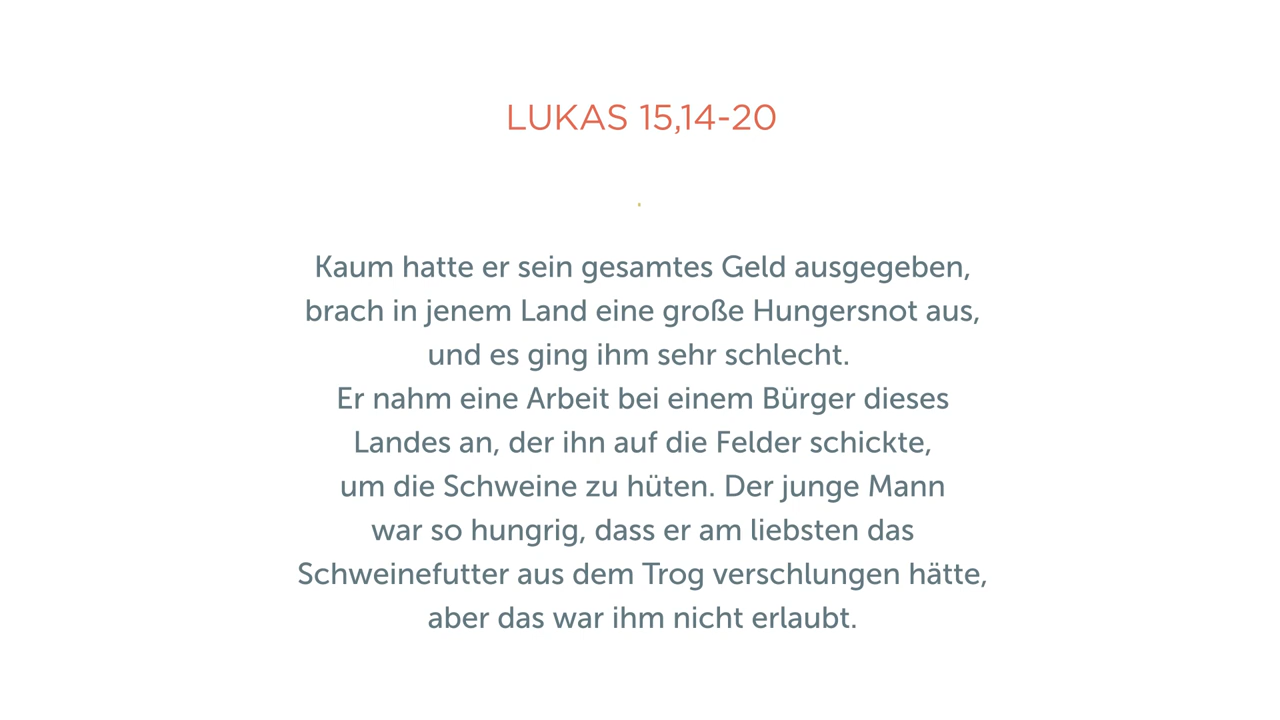 LUKAS 15,14-20
Kaum hatte er sein gesamtes Geld ausgegeben,
brach in jenem Land eine große Hungersnot aus,
und es ging ihm sehr schlecht.
Er nahm eine Arbeit bei einem Bürger dieses
Landes an, der ihn auf die Felder schickte,
um die Schweine zu hüten. Der junge Mann
war so hungrig, dass er am liebsten das
Schweinefutter aus dem Trog verschlungen hätte,
aber das war ihm nicht erlaubt.